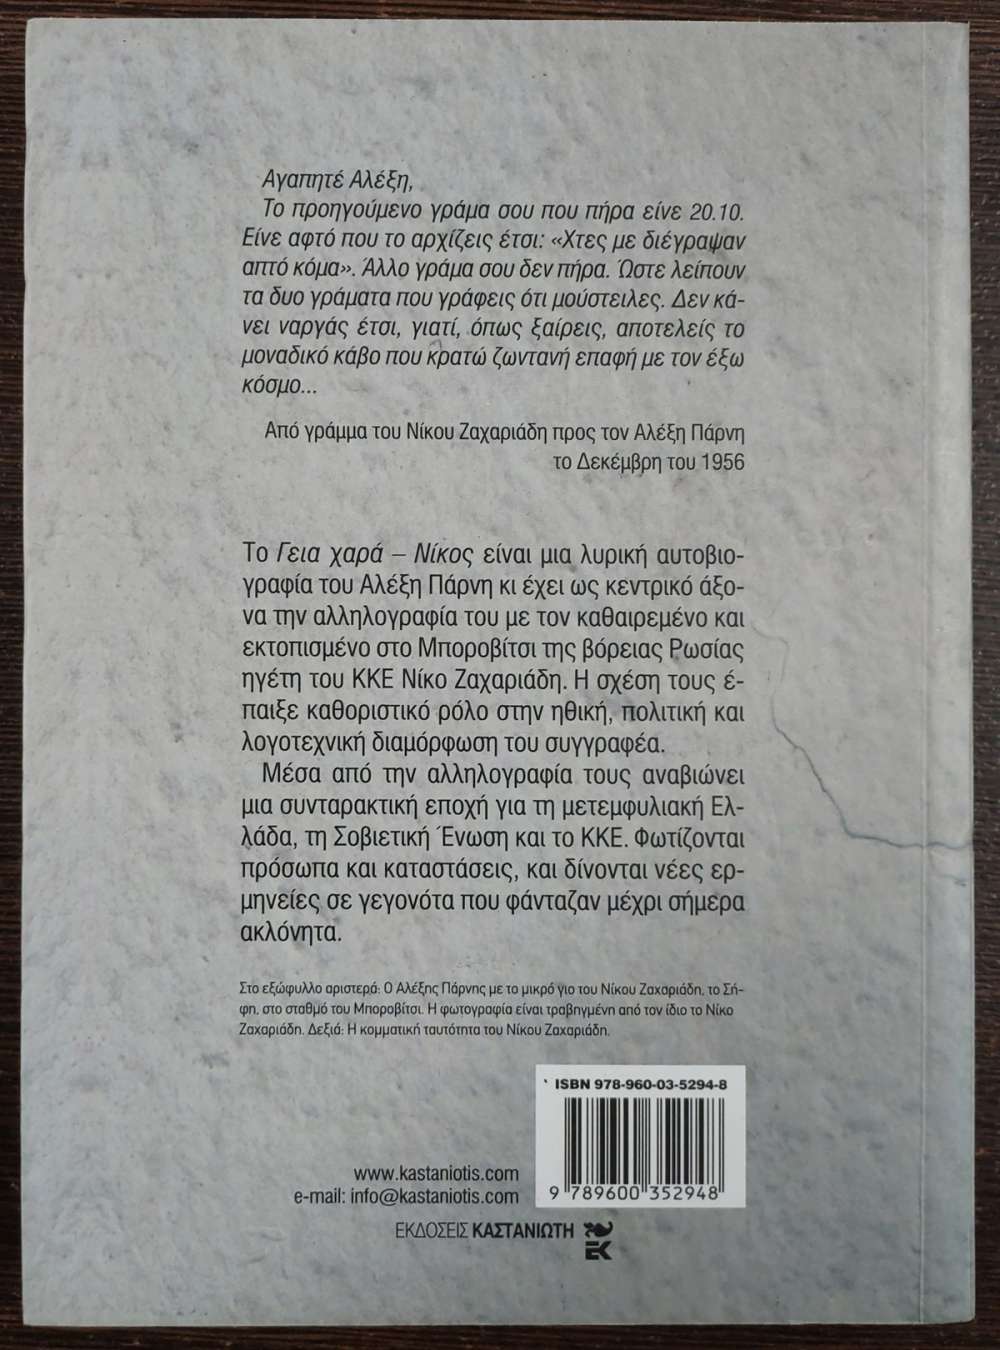 Αγαπητέ Αλέξη,
Το προηγούμενο γράμα σου που πήρα είνε 20.10.
Είνε αφτό που το αρχίζεις έτσι: «Χτες με διέγραψαν
απτό κόμα». Άλλο γράμα σου δεν πήρα. Ώστε λείπουν
τα δυο γράματα που γράφεις ότι μούστειλες. Δεν κά-
νει ναργάς έτσι, γιατί, όπως ξαίρεις, αποτελείς το
μοναδικό κάβο που κρατώ ζωντανή επαφή με τον έξω
κόσμο...
Από γράμμα του Νίκου Ζαχαριάδη προς τον Αλέξη Πάρνη
το Δεκέμβρη του 1956
Το Γεια χαρά – Νίκος είναι μια λυρική αυτοβιο-
γραφία του Αλέξη Πάρνη κι έχει ως κεντρικό άξο-
να την αλληλογραφία του με τον καθαιρεμένο και
εκτοπισμένο στο Μποροβίτσι της βόρειας Ρωσίας
ηγέτη του ΚΚΕ Νίκο Ζαχαριάδη. Η σχέση τους έ-
παιξε καθοριστικό ρόλο στην ηθική, πολιτική και
λογοτεχνική διαμόρφωση του συγγραφέα.
Μέσα από την αλληλογραφία τους αναβιώνει
μια συνταρακτική εποχή για τη μετεμφυλιακή Ελ-
λάδα, τη Σοβιετική Ένωση και το ΚΚΕ. Φωτίζονται
πρόσωπα και καταστάσεις, και δίνονται νέες ερ-
μηνείες σε γεγονότα που φάνταζαν μέχρι σήμερα
ακλόνητα.
Στο εξώφυλλο αριστερά: Ο Αλέξης Πάρνης με το μικρό γιο του Νίκου Ζαχαριάδη, το Σή-
φη, στο σταθμό του Μποροβίτσι. Η φωτογραφία είναι τραβηγμένη από τον ίδιο το Νίκο
Ζαχαριάδη. Δεξιά: Η κομματική ταυτότητα του Νίκου Ζαχαριάδη.
ISBN 978-960-03-5294-8
9 789600 352948
www.kastaniotis.com
e-mail: info@kastaniotis.com
ΕΚΔΟΣΕΙΣ ΚΑΣΤΑΝΙΩΤΗ
ΕΚ